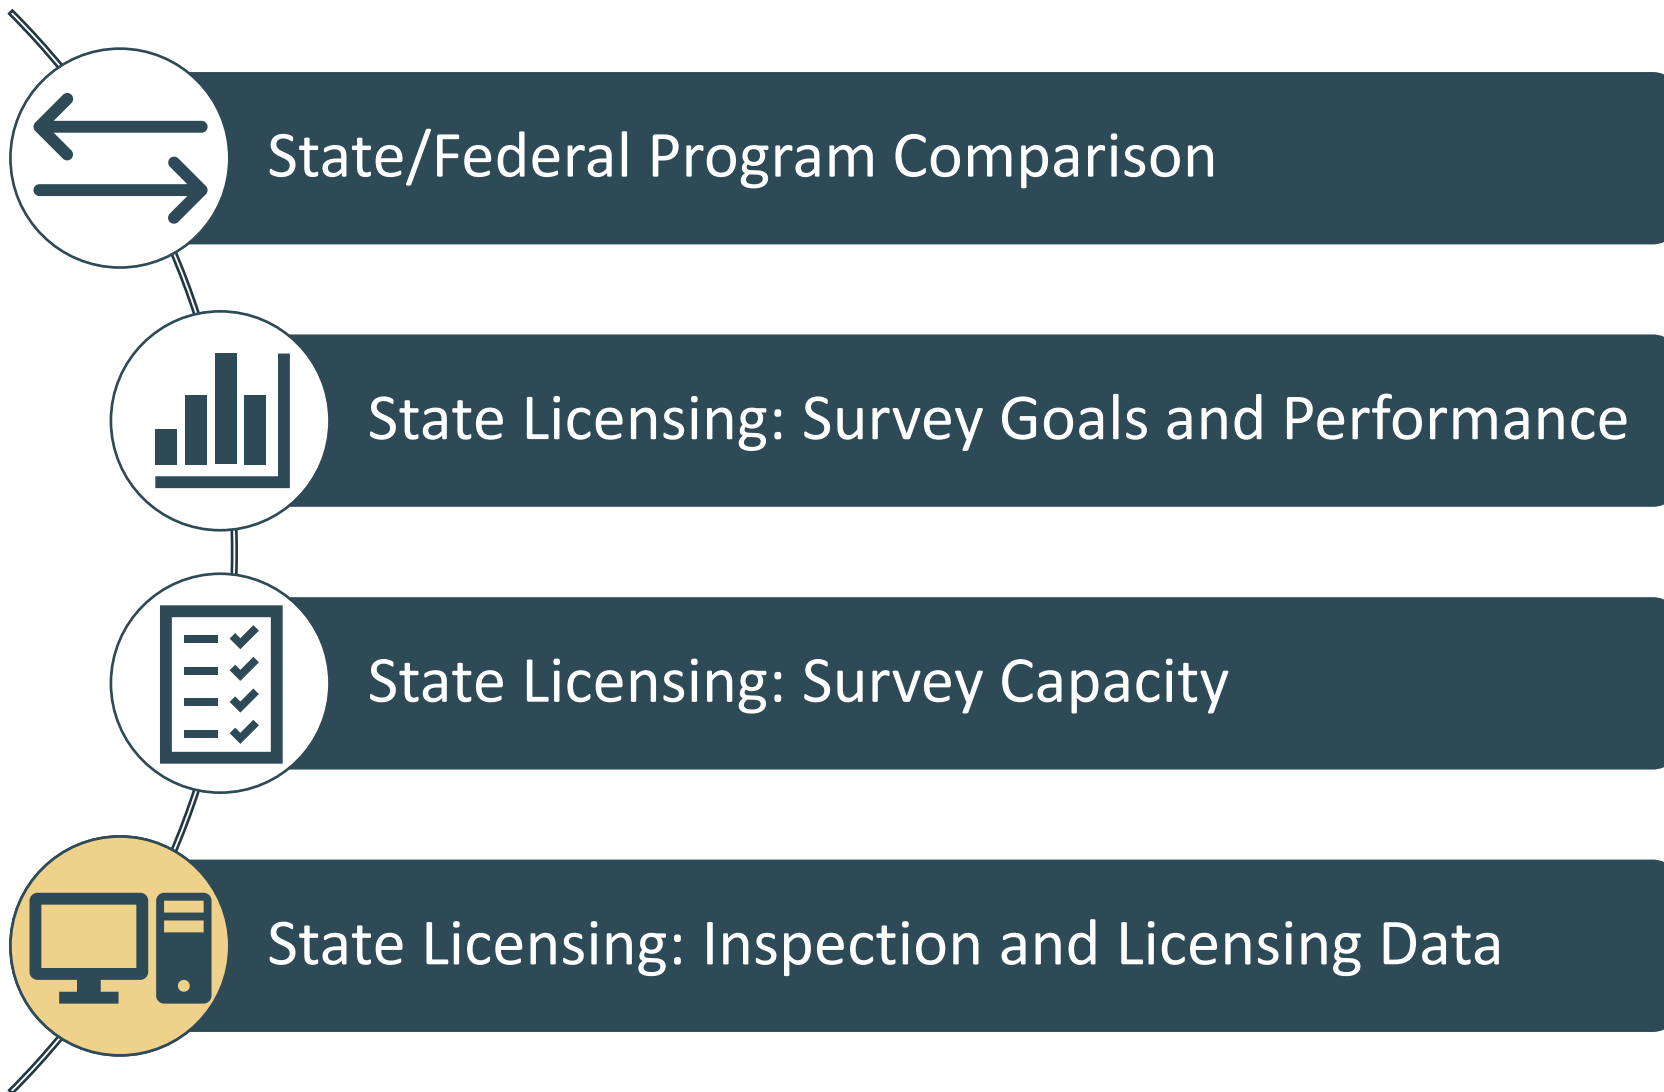 State/Federal Program Comparison
State Licensing: Survey Goals and Performance
State Licensing: Survey Capacity
State Licensing: Inspection and Licensing Data